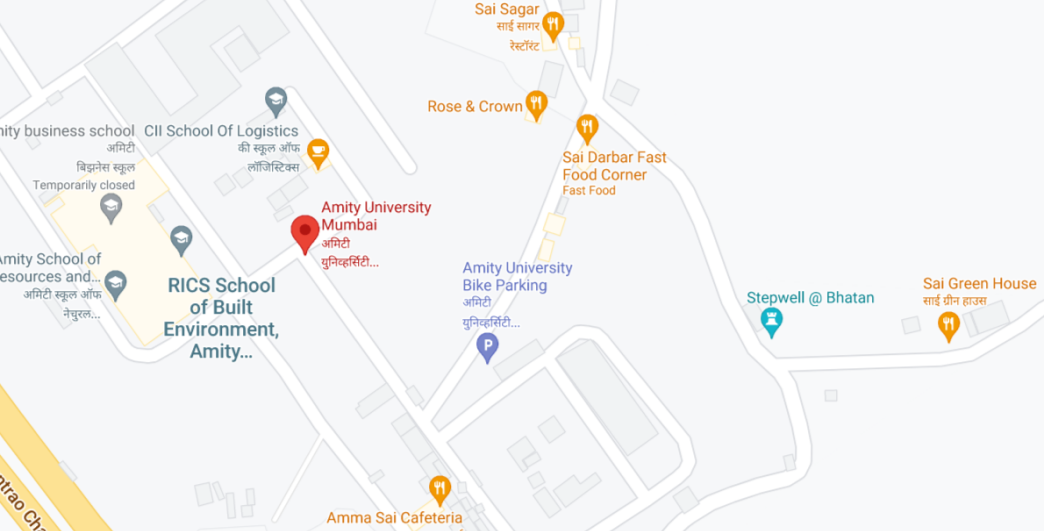 Sai Sagar
साई सागर
रेस्टॉरंट
Rose & Crown
Sai Darbar Fast
Food Corner
Fast Food
nity business school
अमिटी
बिझनेस स्कूल
Temporarily closed
CII School Of Logistics
की स्कूल ऑफ
लॉजिस्टिक्स
Amity University
Mumbai
अमिटी
युनिव्हर्सिटी...
Amity School of
esources and...
अमिटी स्कूल ऑफ
नेचुरल...
RICS School
of Built
Environment,
Amity...
Amity University
Bike Parking
अमिटी
युनिव्हर्सिटी...
P
Stepwell @ Bhatan
Sai Green House
साई ग्रीन हाउस
Amma Sai Cafeteria
ntrao Cha